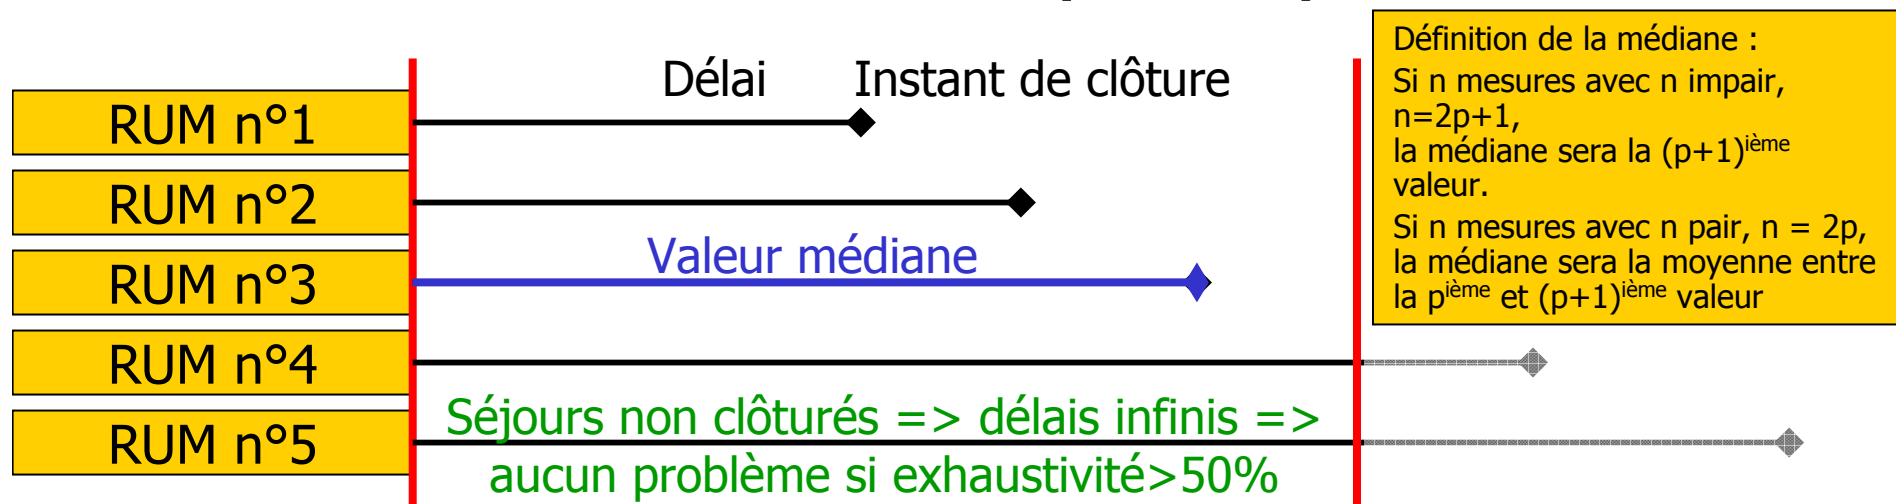 Délai
Instant de clôture
RUM n°1
RUM n°2
Valeur médiane
RUM n°3
RUM n°4
Séjours non clôturés => délais infinis =>
RUM n°5
aucun problème si exhaustivité>50%
Définition de la médiane :
Si n mesures avec n impair,
n=2p+1,
la médiane sera la (p+1)ième
valeur.
Si n mesures avec n pair, n = 2p,
la médiane sera la moyenne entre
la pième et (p+1)ième valeur